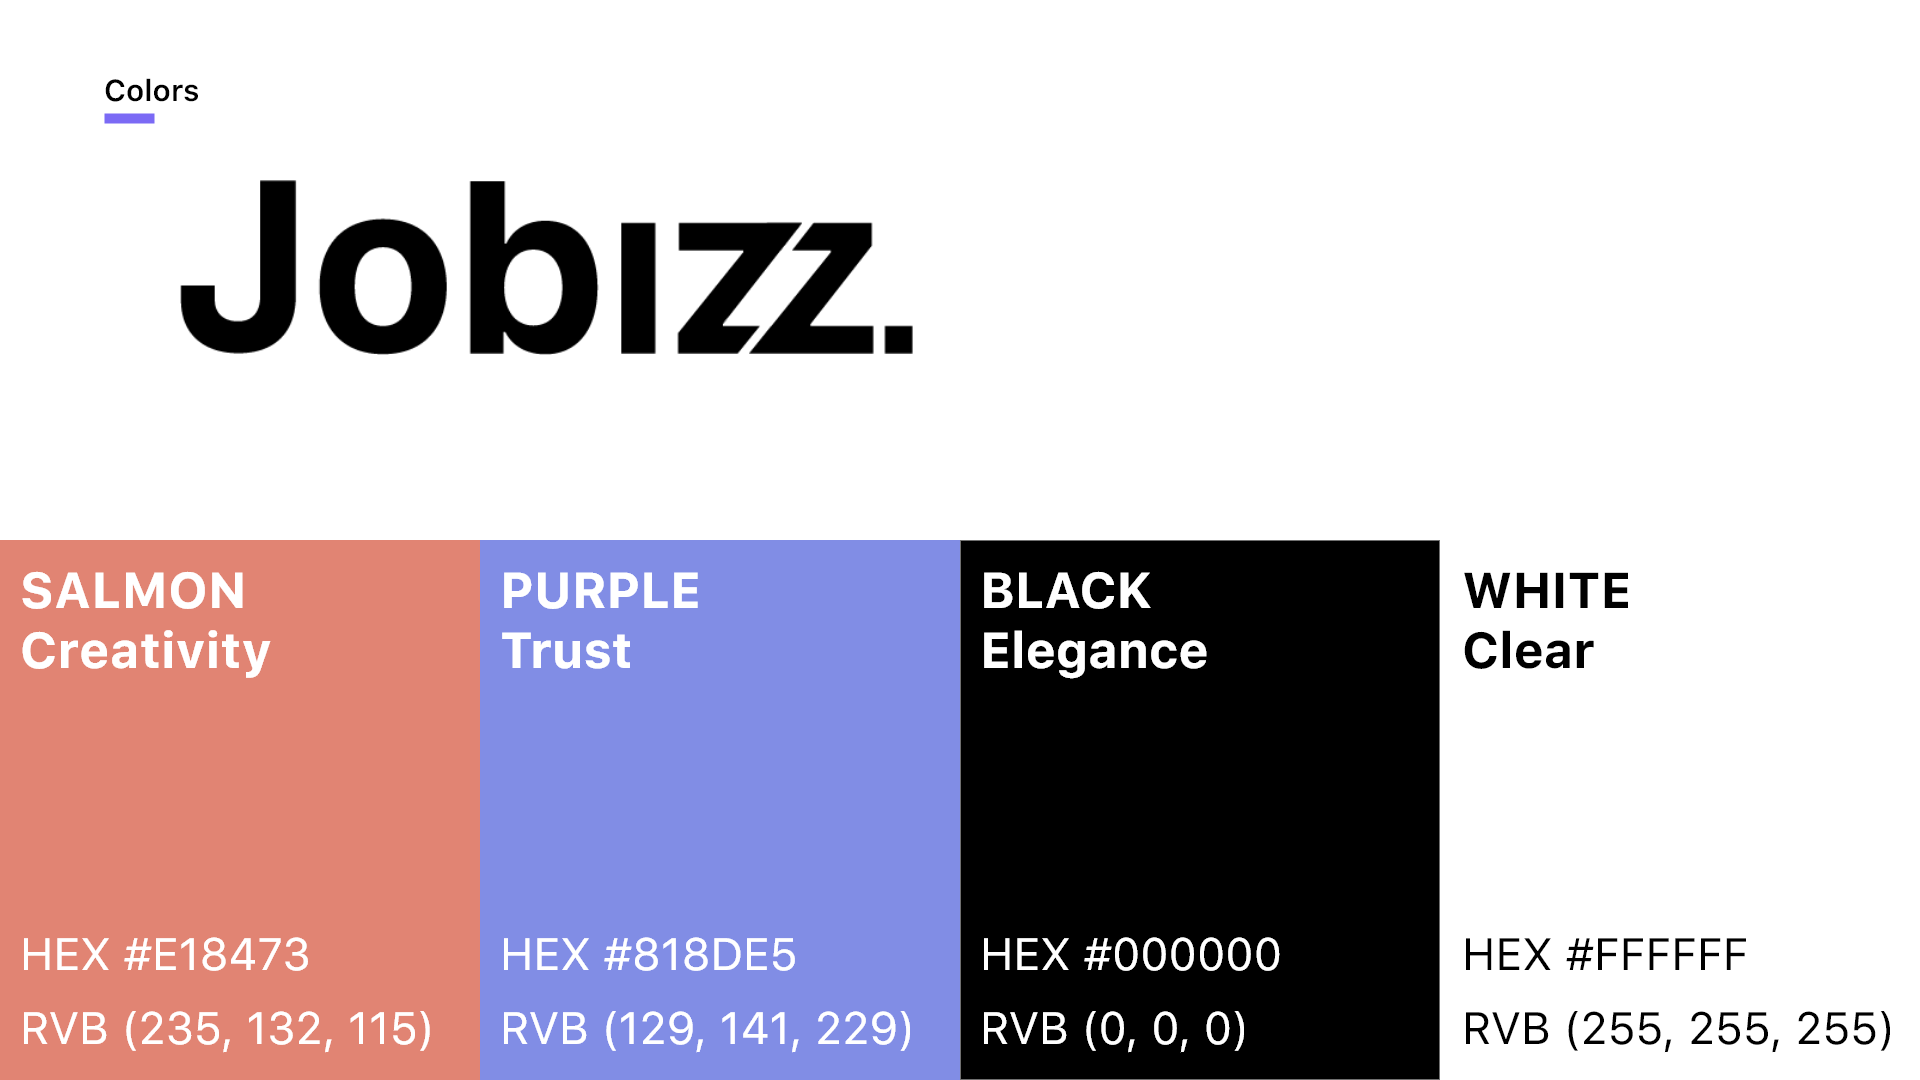 Colors
Jobızz.
SALMON
Creativity
HEX #E18473
RVB (235, 132, 115)
PURPLE
Trust
HEX #818DE5
RVB (129, 141, 229)
BLACK
Elegance
HEX #000000
RVB (0, 0, 0)
WHITE
Clear
HEX #FFFFFF
RVB (255, 255, 255)